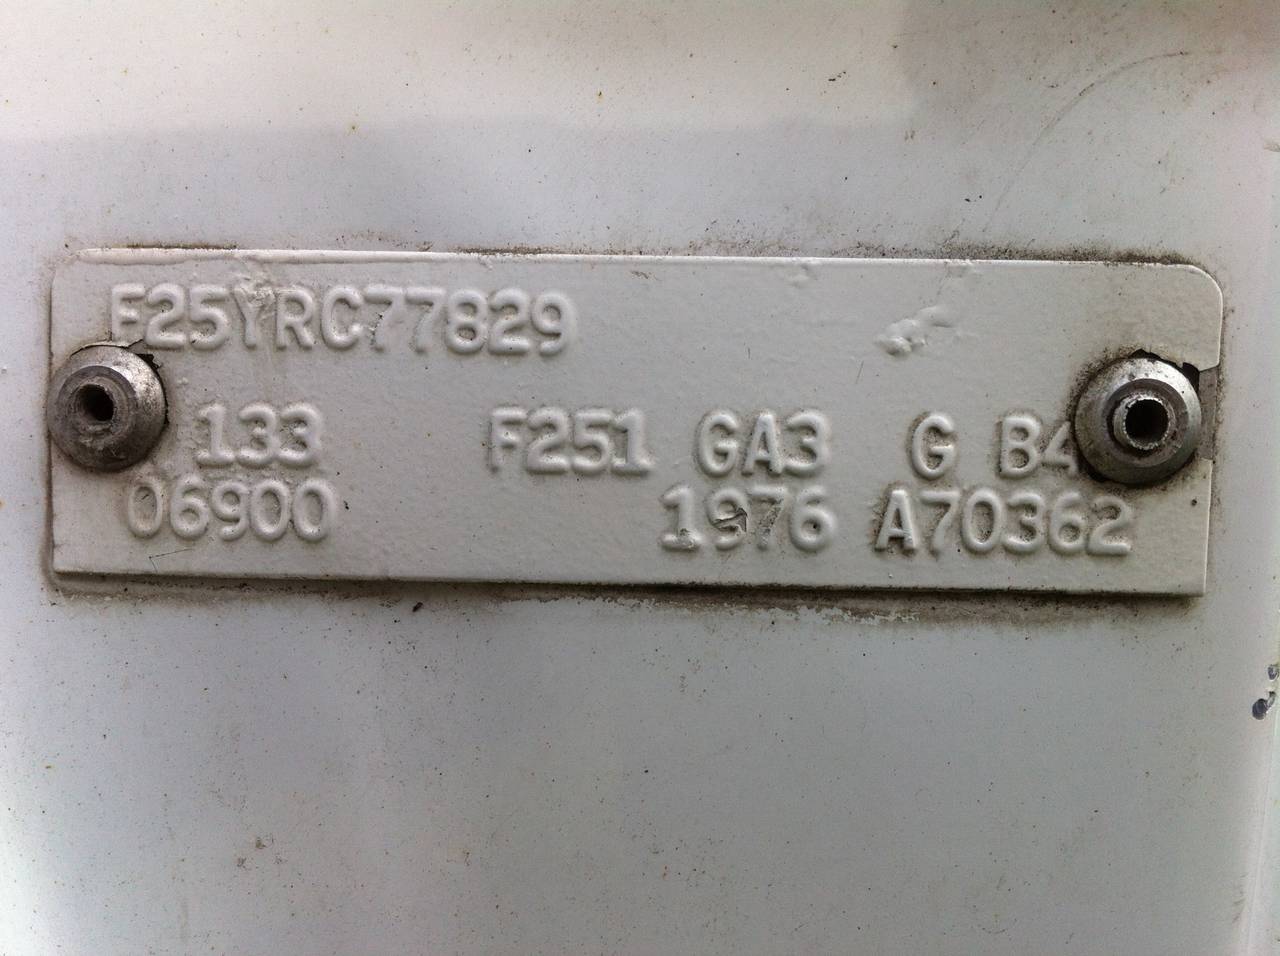 F25YRC77829
133 F251 GA3 G B4
06900 1976 A70362